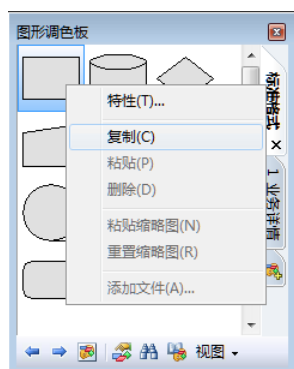 图形调色板
特性(T)...
复制(C)
粘贴(P)
删除(D)
粘贴缩略图(N)
重置缩略图(R)
添加文件(A)...
标准格式
1 业务详情
视图